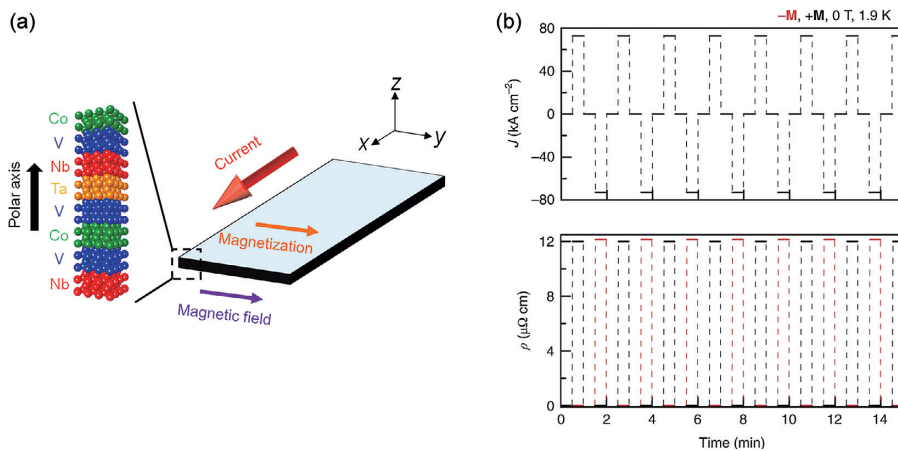 (a)
z
x
y
Co
V
Nb
Ta
V
Co
V
Nb
Polar axis
Current
Magnetization
Magnetic field
(b)
−M, +M, 0 T, 1.9 K
80
40
0
−40
−80
J (kA cm−2)
12
8
4
0
ρ (μΩ cm)
0 2 4 6 8 10 12 14
Time (min)